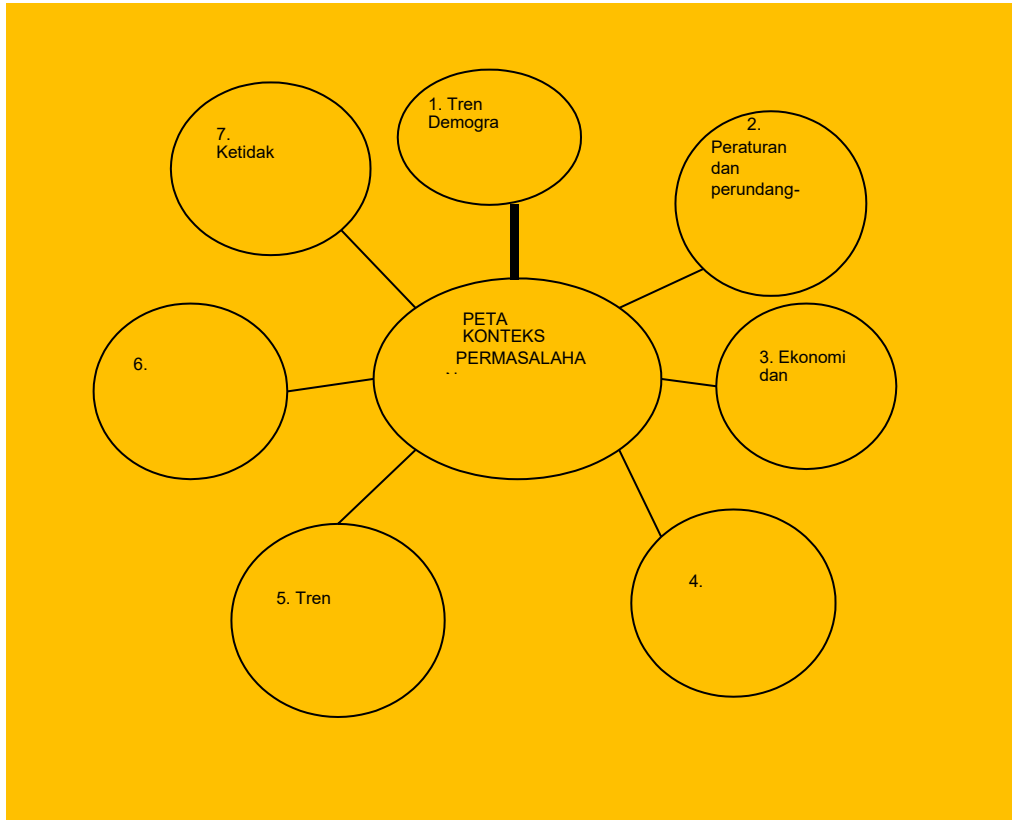 1. Tren
Demogra
2.
Peraturan
dan
perundang-
3. Ekonomi
dan
4.
5. Tren
6.
7.
Ketidak
PETA
KONTEKS
PERMASALAHA